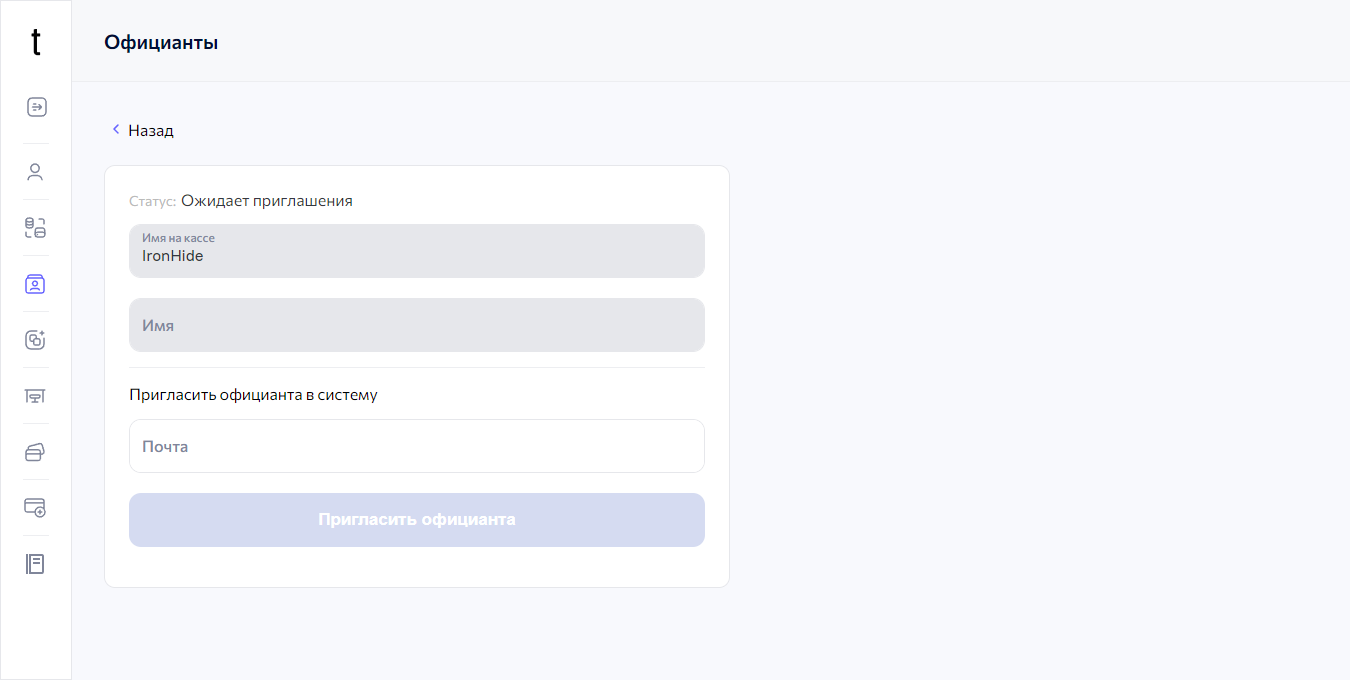 t
Официанты
Назад
Статус: Ожидает приглашения
Имя на кассе
IronHide
Имя
Пригласить официанта в систему
Почта
Пригласить официанта